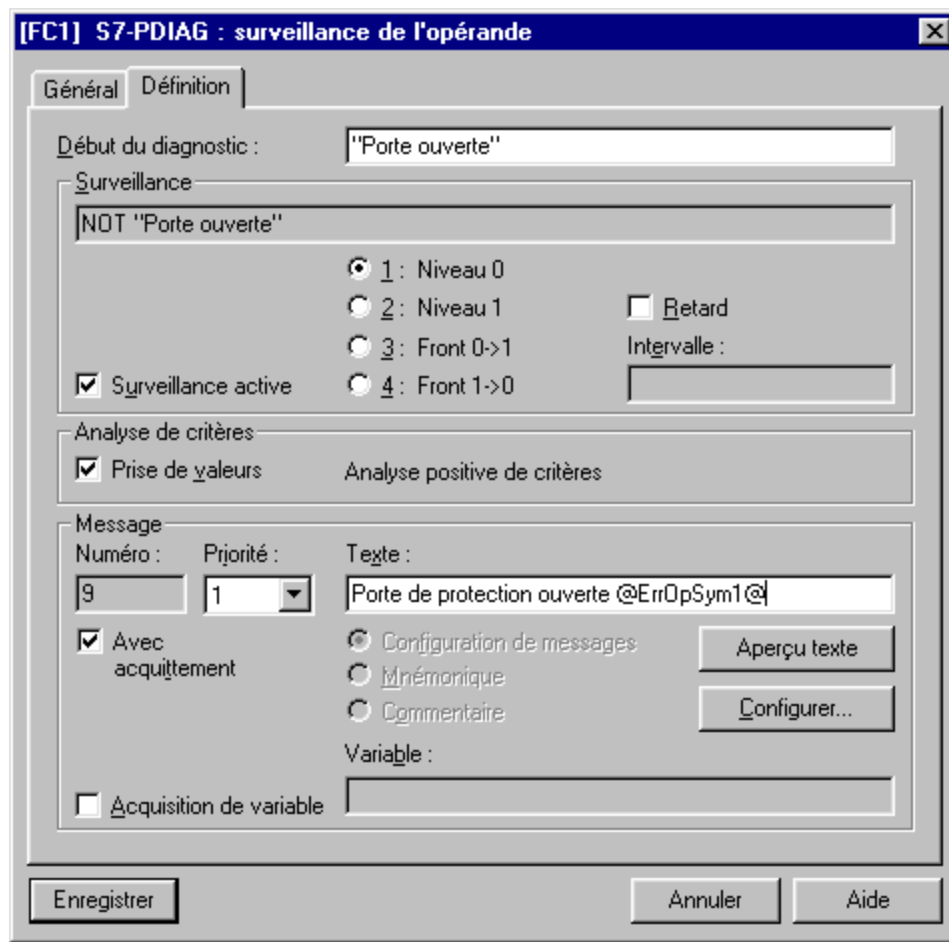 [FC1] S7-PDIAG : surveillance de l'opérande
Général
Définition
Début du diagnostic :
"Porte ouverte"
Surveillance
NOT "Porte ouverte"
1 : Niveau 0
2 : Niveau 1
Retard
3 : Front 0->1
Intervalle :
Surveillance active
4 : Front 1->0
Analyse de critères
Prise de valeurs
Analyse positive de critères
Message
Numéro :
Priorité :
Texte :
9
1
Porte de protection ouverte @ErrOpSym1@
Avec
acquittement
Configuration de messages
Aperçu texte
Mnémonique
Commentaire
Configurer...
Variable :
Acquisition de variable
Enregistrer
Annuler
Aide